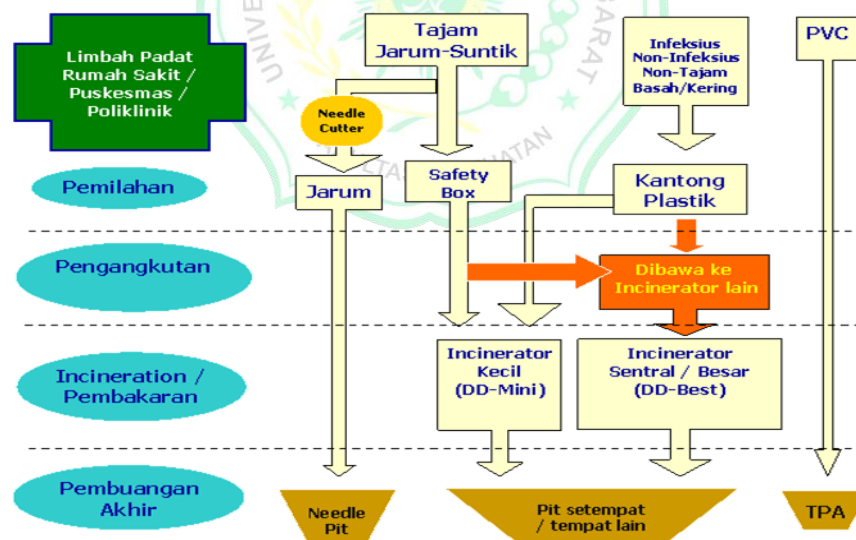 Limbah Padat
Rumah Sakit /
Puskesmas /
Poliklinik
Tajam
Jarum-Suntik
Infeksius
Non-Infeksius
Non-Tajam
Basah/Kering
PVC
Needle
Cutter
Pemilahan
Jarum
Safety
Box
Kantong
Plastik
Pengangkutan
Dibawa ke
Incinerator lain
Incineration /
Pembakaran
Incinerator
Kecil
(DD-Mini)
Incinerator
Sentral / Besar
(DD-Best)
Pembuangan
Akhir
Needle
Pit
Pit setempat
/ tempat lain
TPA